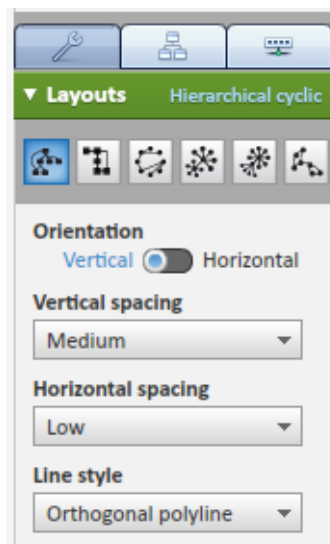 Layouts Hierarchical cyclic
Orientation
Vertical Horizontal
Vertical spacing
Medium
Horizontal spacing
Low
Line style
Orthogonal polyline